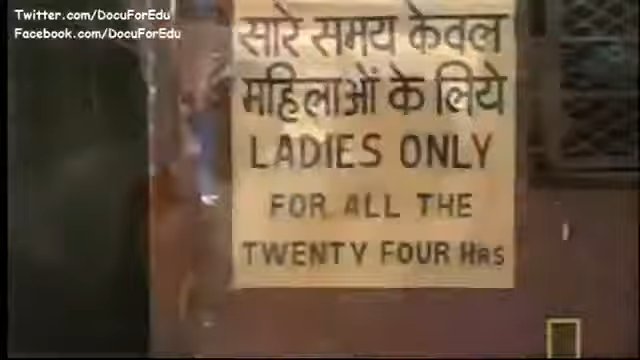 Twitter.com/DocuForEdu
Facebook.com/DocuForEdu
सारे समय केवल
महिलाओं के लिये
LADIES ONLY
FOR ALL THE
TWENTY FOUR HRS